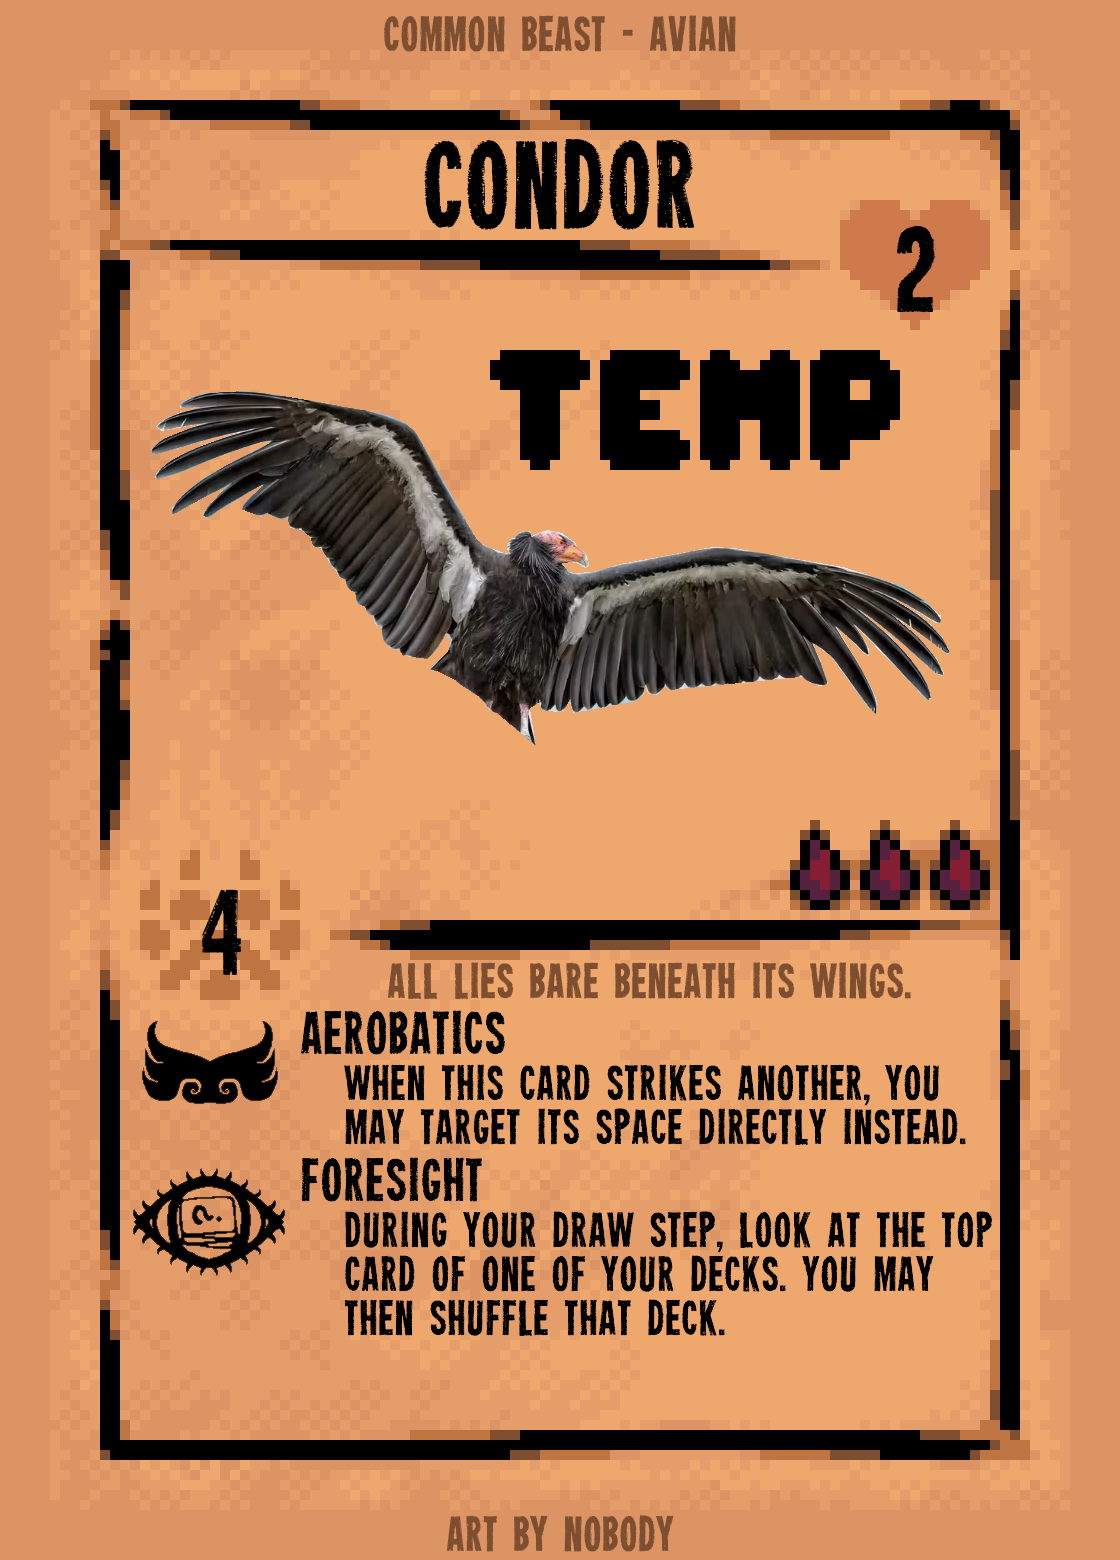 COMMON BEAST - AVIAN
CONDOR
2
TEMP
4
ALL LIES BARE BENEATH ITS WINGS.
AEROBATICS
WHEN THIS CARD STRIKES ANOTHER, YOU
MAY TARGET ITS SPACE DIRECTLY INSTEAD.
FORESIGHT
?
DURING YOUR DRAW STEP, LOOK AT THE TOP
CARD OF ONE OF YOUR DECKS. YOU MAY
THEN SHUFFLE THAT DECK.
ART BY NOBODY